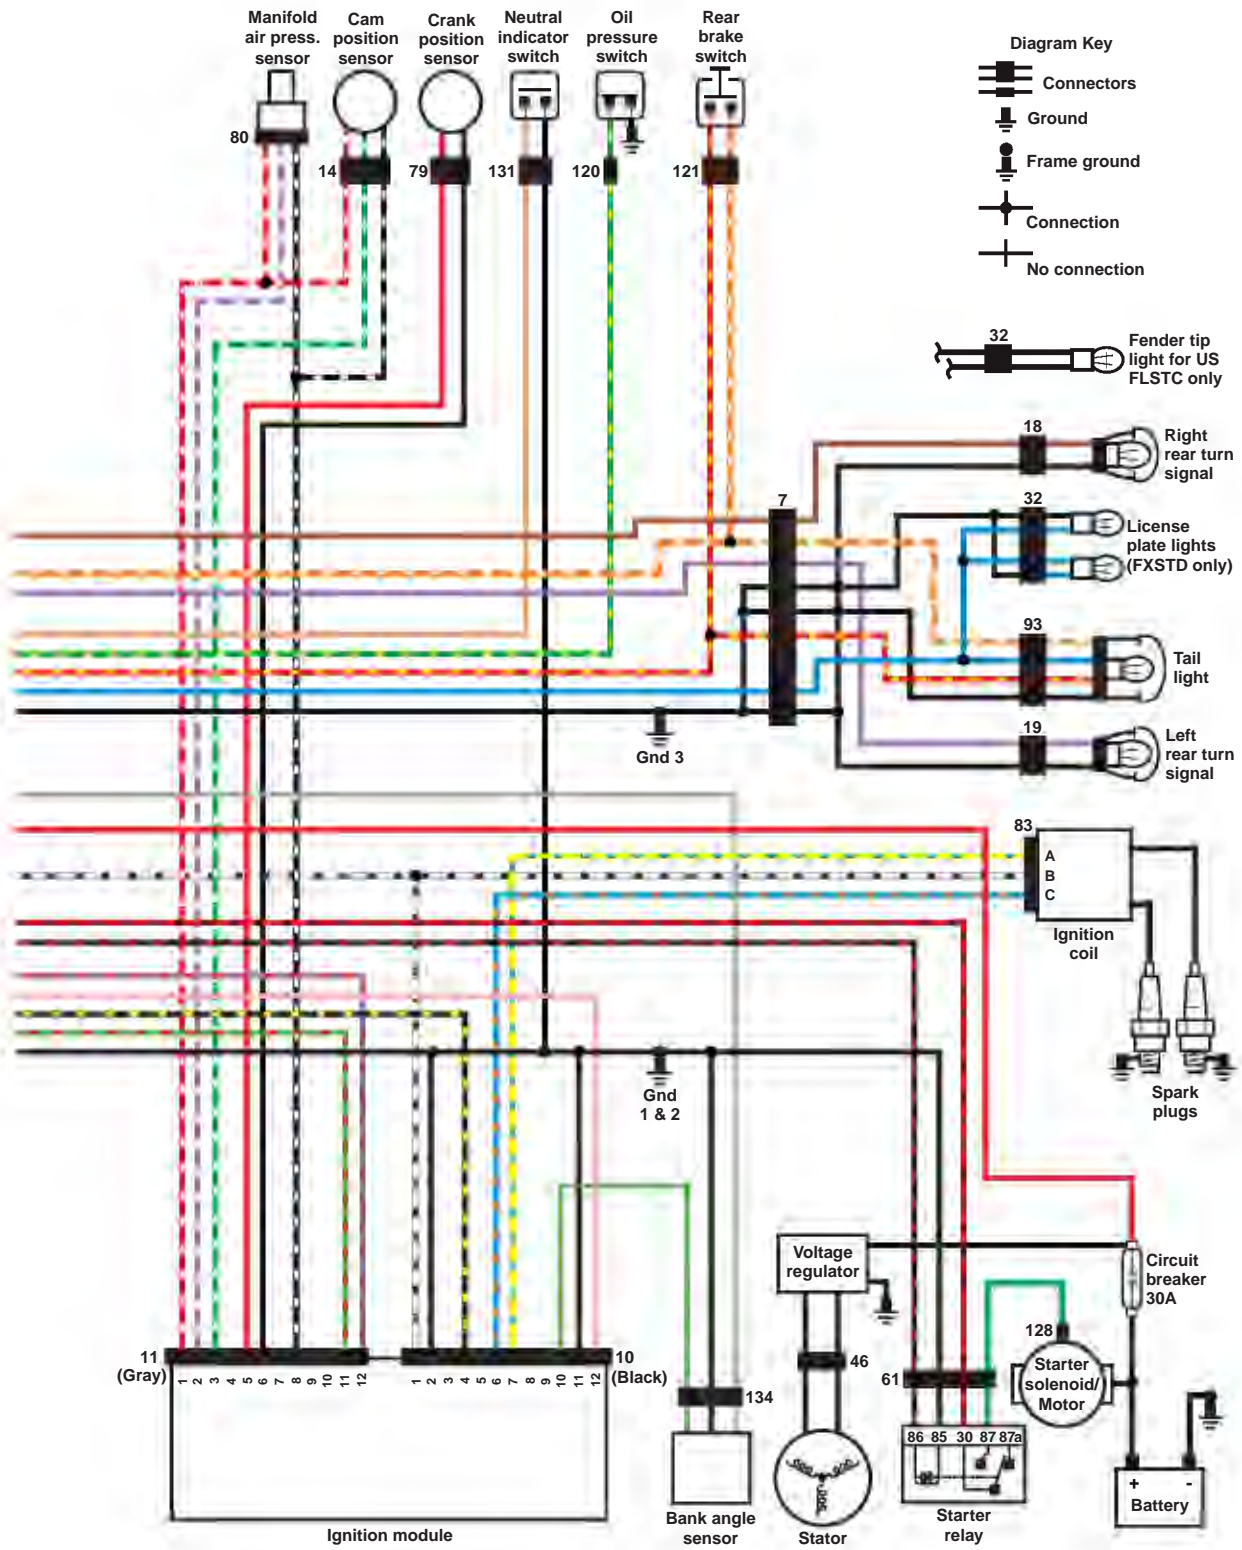 Manifold
air press.
sensor
Cam
position
sensor
Crank
position
sensor
Neutral
indicator
switch
Oil
pressure
switch
Rear
brake
switch
Diagram Key
Connectors
Ground
Frame ground
Connection
No connection
80
14
79
131
120
121
32
Fender tip
light for US
FLSTC only
18
Right
rear turn
signal
7
32
License
plate lights
(FXSTD only)
93
Tail
light
19
Left
rear turn
signal
Gnd 3
83
A
B
C
Ignition
coil
Spark
plugs
Gnd
1 & 2
Voltage
regulator
Circuit
breaker
30A
128
Starter
solenoid/
Motor
46
61
11
(Gray)
1 2 3 4 5 6 7 8 9 10 11 12
1 2 3 4 5 6 7 8 9 10 11 12
10
(Black)
134
86 85 30 87 87a
+ -
Battery
Ignition module
Bank angle
sensor
Stator
Starter
relay